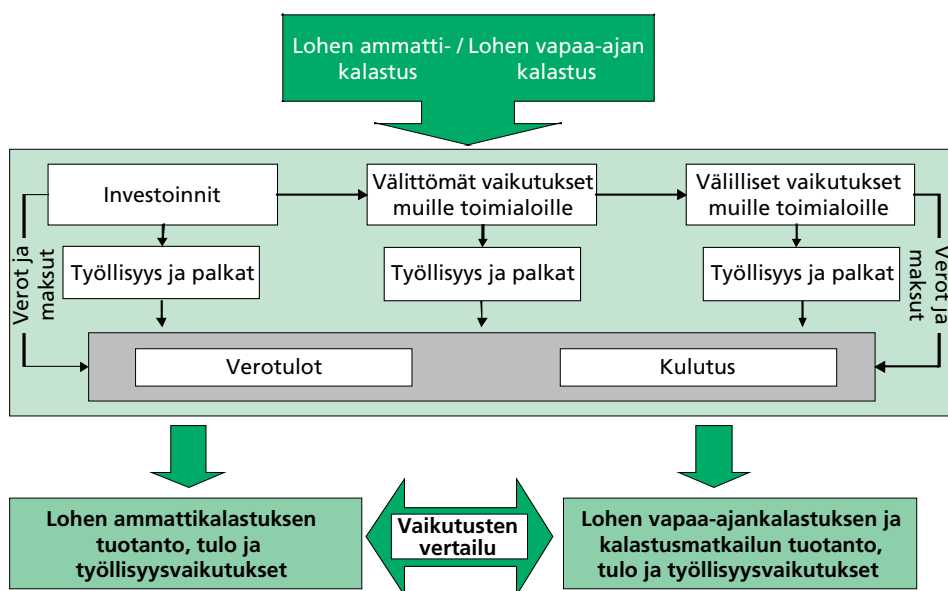 Lohen ammatti- / Lohen vapaa-ajan
kalastus kalastus
Investoinnit
Välittömät vaikutukset
muille toimialoille
Välilliset vaikutukset
muille toimialoille
Verot ja
maksut
Työllisyys ja palkat
Työllisyys ja palkat
Työllisyys ja palkat
Verot ja
maksut
Verotulot
Kulutus
Lohen ammattikalastuksen
tuotanto, tulo ja
työllisyysvaikutukset
Vaikutusten
vertailu
Lohen vapaa-ajankalastuksen ja
kalastusmatkailun tuotanto,
tulo ja työllisyysvaikutukset